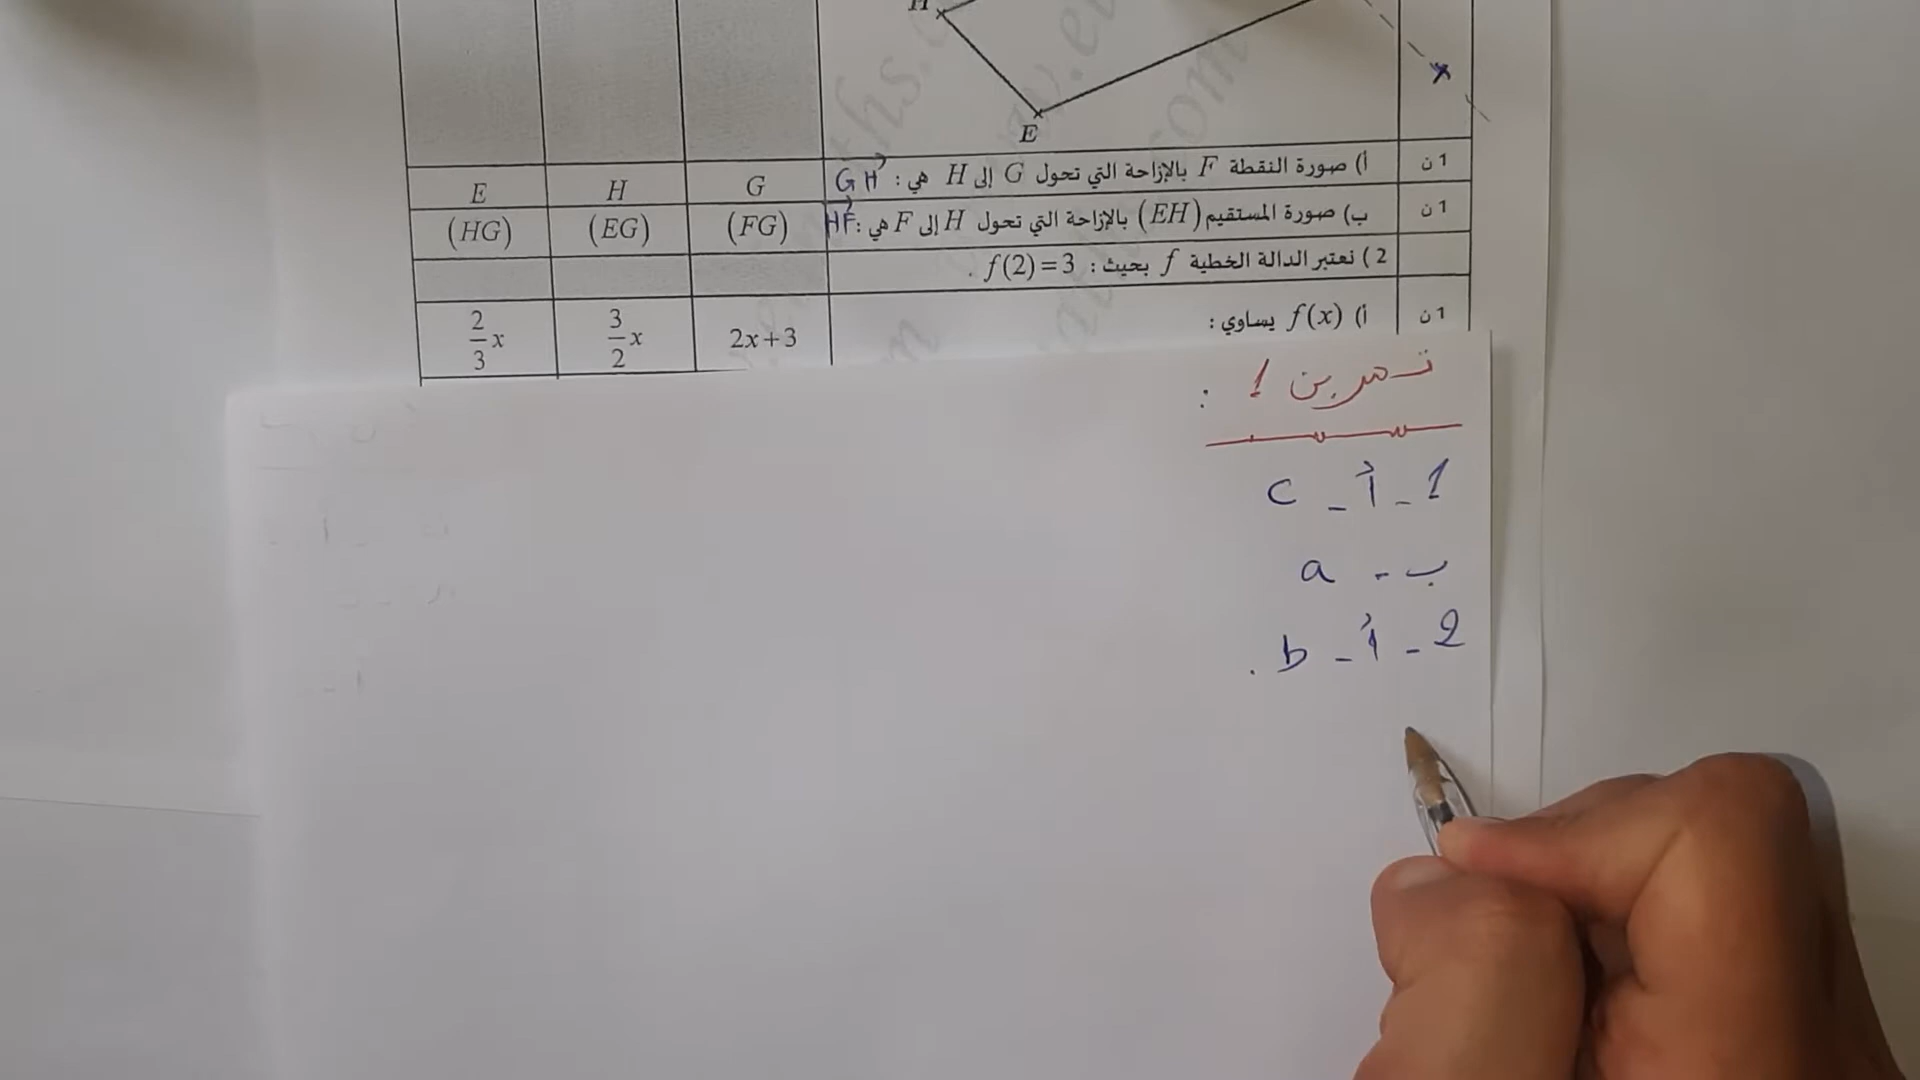 H
E
1 ن أ) صورة النقطة F بالإزاحة التي تحول G إلى H هي : GH G H E
1 ن ب) صورة المستقيم (EH) بالإزاحة التي تحول H إلى F هي : HF (FG) (EG) (HG)
2 ) نعتبر الدالة الخطية f بحيث : f(2)=3 .
1 ن أ) f(x) يساوي : 2x+3 3/2 x 2/3 x
تمرين 1 :
1 - أ - c
ب - a
2 - أ - b .